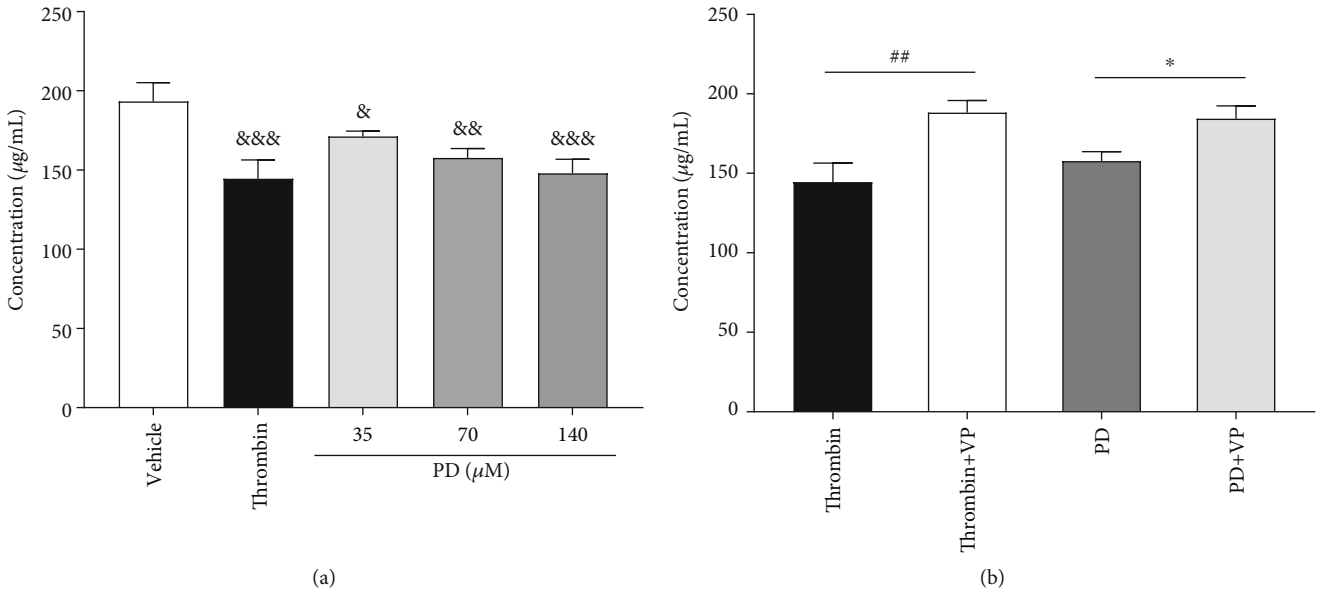 250
200
150
100
50
0
Concentration (µg/mL)
&&&
&
&&
&&&
Vehicle
Thrombin
35
70
140
PD (µM)
(a)
250
200
150
100
50
0
Concentration (µg/mL)
##
*
Thrombin
Thrombin+VP
PD
PD+VP
(b)